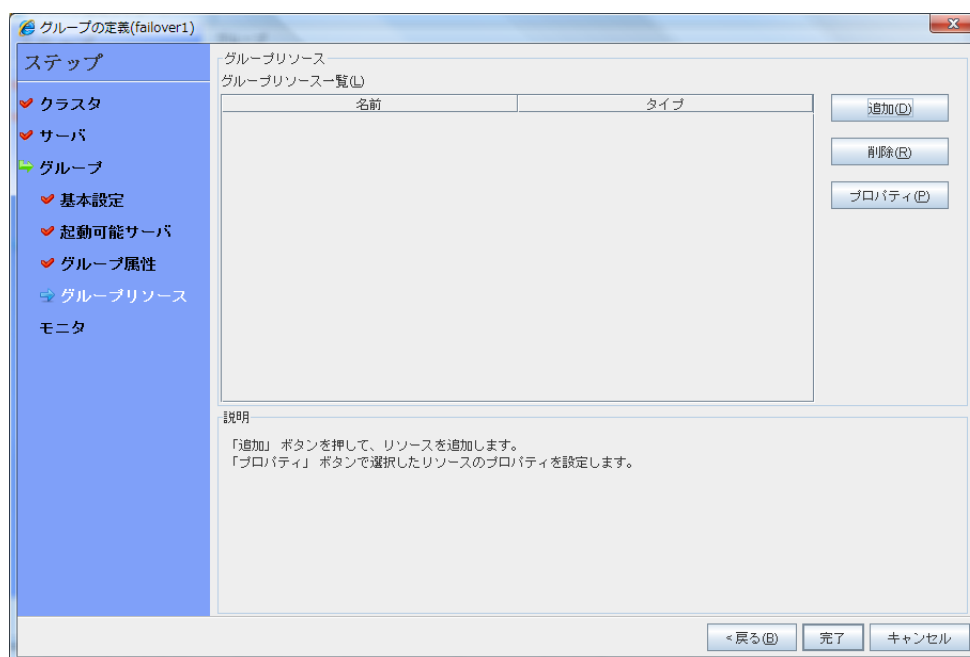 グループの定義(failover1)
ステップ
クラスタ
サーバ
グループ
基本設定
起動可能サーバ
グループ属性
グループリソース
モニタ
グループリソース
グループリソース一覧(L)
名前 タイプ
追加(D)
削除(R)
プロパティ(P)
説明
「追加」 ボタンを押して、リソースを追加します。
「プロパティ」 ボタンで選択したリソースのプロパティを設定します。
<戻る(B) 完了 キャンセル